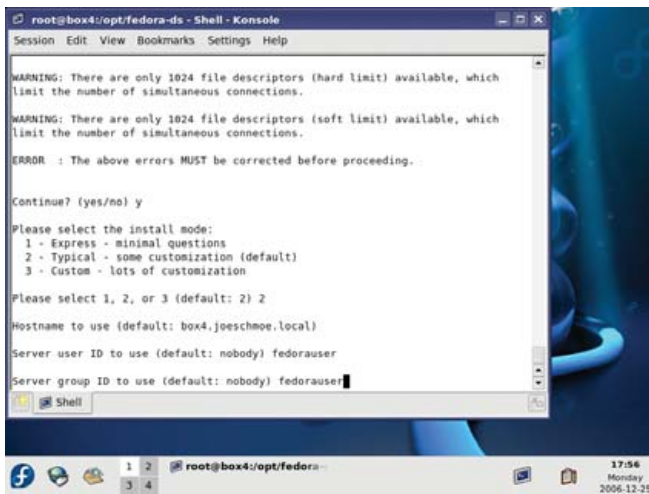 root@box4:/opt/fedora-ds - Shell - Konsole
Session Edit View Bookmarks Settings Help
WARNING: There are only 1024 file descriptors (hard limit) available, which
limit the number of simultaneous connections.
WARNING: There are only 1024 file descriptors (soft limit) available, which
limit the number of simultaneous connections.
ERROR : The above errors MUST be corrected before proceeding.
Continue? (yes/no) y
Please select the install mode:
1 - Express - minimal questions
2 - Typical - some customization (default)
3 - Custom - lots of customization
Please select 1, 2, or 3 (default: 2) 2
Hostname to use (default: box4.joeschmoe.local)
Server user ID to use (default: nobody) fedorauser
Server group ID to use (default: nobody) fedorauser
Shell
1 2
3 4
root@box4:/opt/fedora-
17:56
Monday
2006-12-25